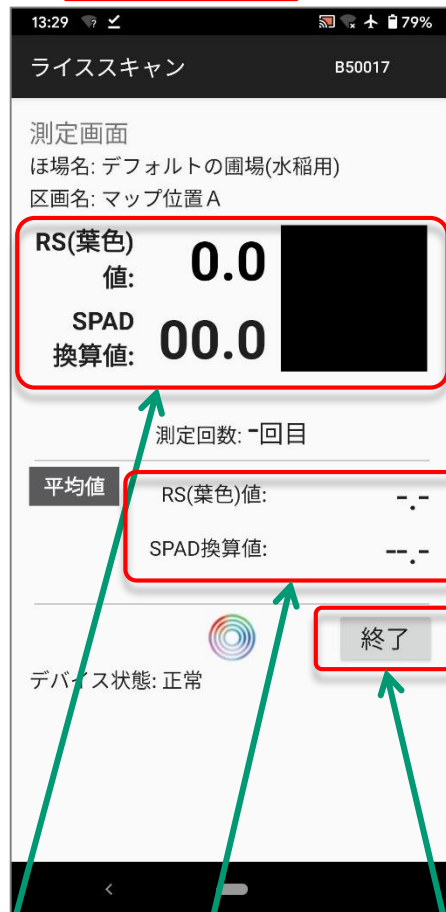 13:29 79%
ライススキャン B50017
測定画面
ほ場名: デフォルトの圃場(水稲用)
区画名: マップ位置A
RS(葉色)
値: 0.0
SPAD
換算値: 00.0
測定回数: -回目
平均値 RS(葉色)値: -.-
SPAD換算値: --.-
終了
デバイス状態: 正常